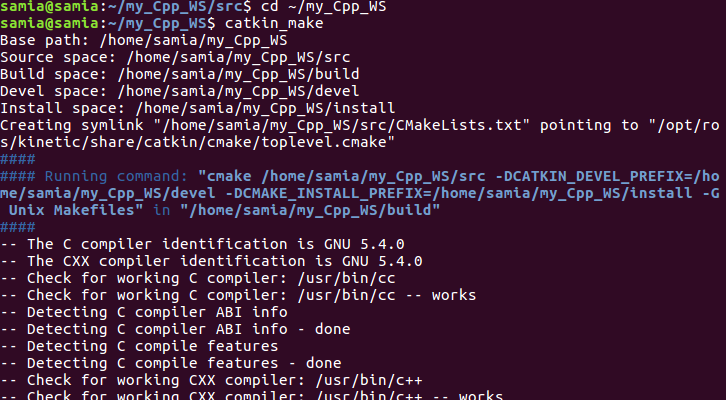 samia@samia:~/my_Cpp_WS/src$ cd ~/my_Cpp_WS
samia@samia:~/my_Cpp_WS$ catkin_make
Base path: /home/samia/my_Cpp_WS
Source space: /home/samia/my_Cpp_WS/src
Build space: /home/samia/my_Cpp_WS/build
Devel space: /home/samia/my_Cpp_WS/devel
Install space: /home/samia/my_Cpp_WS/install
Creating symlink "/home/samia/my_Cpp_WS/src/CMakeLists.txt" pointing to "/opt/ro
s/kinetic/share/catkin/cmake/toplevel.cmake"
####
#### Running command: "cmake /home/samia/my_Cpp_WS/src -DCATKIN_DEVEL_PREFIX=/ho
me/samia/my_Cpp_WS/devel -DCMAKE_INSTALL_PREFIX=/home/samia/my_Cpp_WS/install -G
 Unix Makefiles" in "/home/samia/my_Cpp_WS/build"
####
-- The C compiler identification is GNU 5.4.0
-- The CXX compiler identification is GNU 5.4.0
-- Check for working C compiler: /usr/bin/cc
-- Check for working C compiler: /usr/bin/cc -- works
-- Detecting C compiler ABI info
-- Detecting C compiler ABI info - done
-- Detecting C compile features
-- Detecting C compile features - done
-- Check for working CXX compiler: /usr/bin/c++
-- Check for working CXX compiler: /usr/bin/c++ -- works